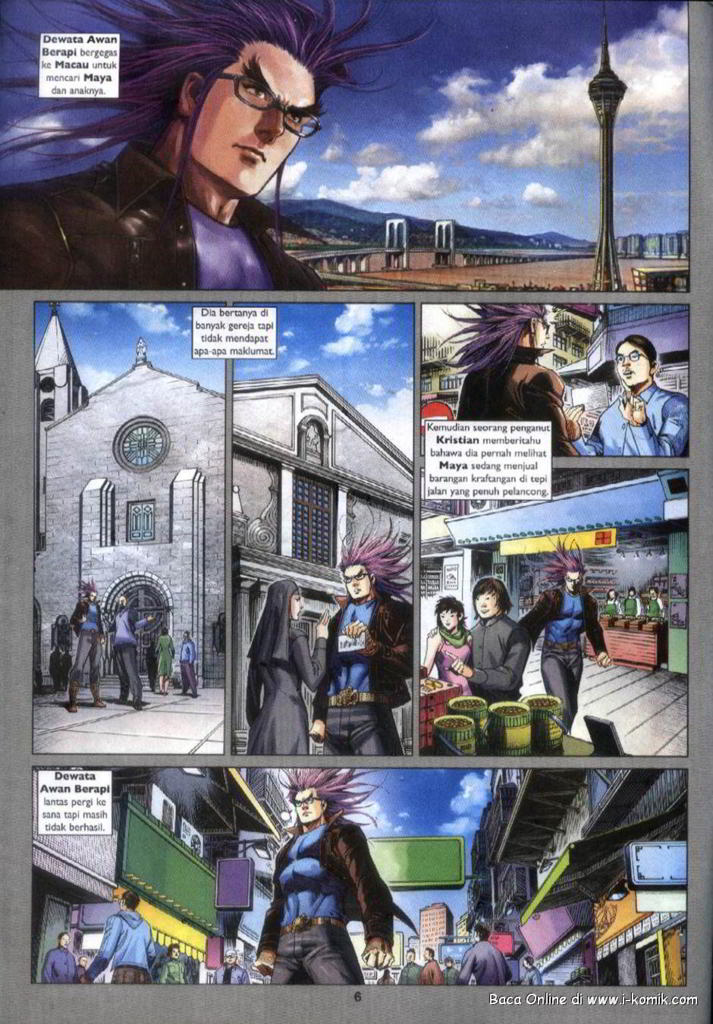 Dewata Awan
Berapi bergegas
ke Macau untuk
mencari Maya
dan anaknya.
Dia bertanya di
banyak gereja tapi
tidak mendapat
apa-apa maklumat.
Kemudian seorang penganut
Kristian memberitahu
bahawa dia pernah melihat
Maya sedang menjual
barangan kraftangan di tepi
jalan yang penuh pelancong.
Dewata
Awan Berapi
lantas pergi ke
sana tapi masih
tidak berhasil.
6
Baca Online di www.i-komik.com